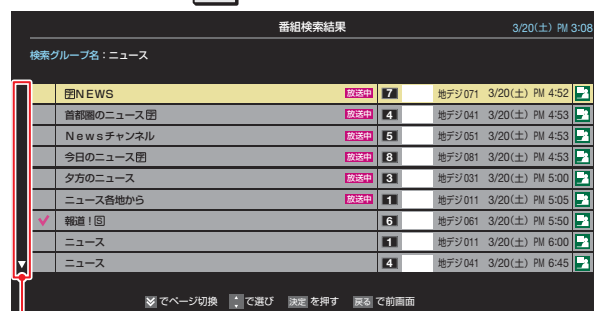 番組検索結果 3/20(土) PM 3:08
検索グループ名:ニュース
字NEWS 放送中 7 地デジ071 3/20(土) PM 4:52
首都圏のニュース字 放送中 4 地デジ041 3/20(土) PM 4:53
Newsチャンネル 放送中 5 地デジ051 3/20(土) PM 4:53
今日のニュース字 放送中 8 地デジ081 3/20(土) PM 4:53
夕方のニュース 放送中 3 地デジ031 3/20(土) PM 5:00
ニュース各地から 放送中 1 地デジ011 3/20(土) PM 5:05
報道!S 6 地デジ061 3/20(土) PM 5:50
ニュース 1 地デジ011 3/20(土) PM 6:00
ニュース 4 地デジ041 3/20(土) PM 6:45
でページ切換 で選び 決定 を押す 戻る で前画面